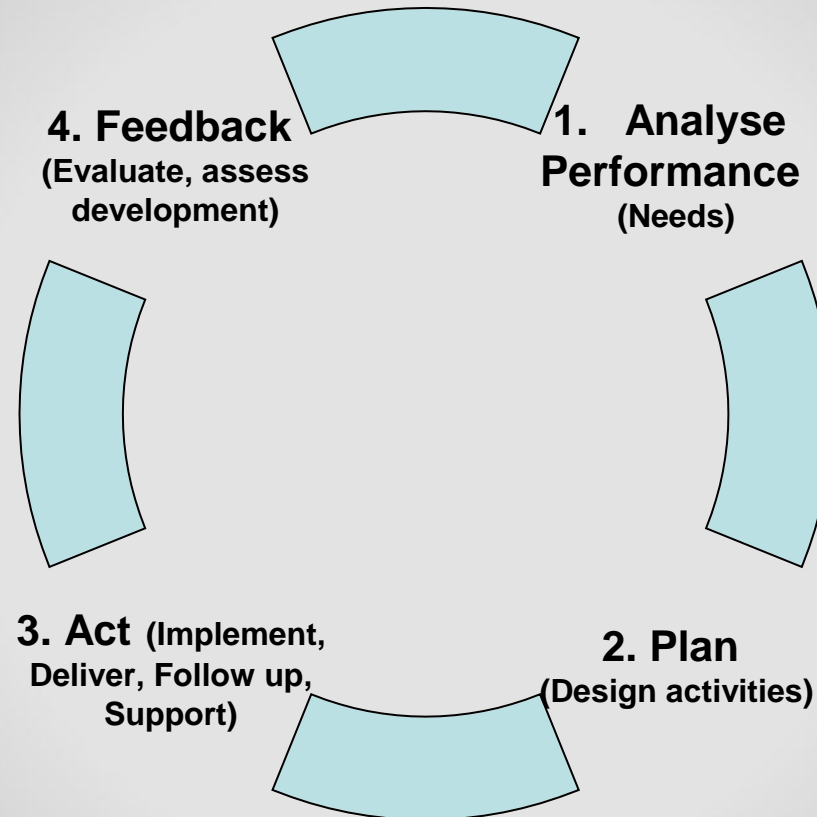 1. Analyse
Performance
(Needs)
2. Plan
(Design activities)
3. Act (Implement,
Deliver, Follow up,
Support)
4. Feedback
(Evaluate, assess
development)